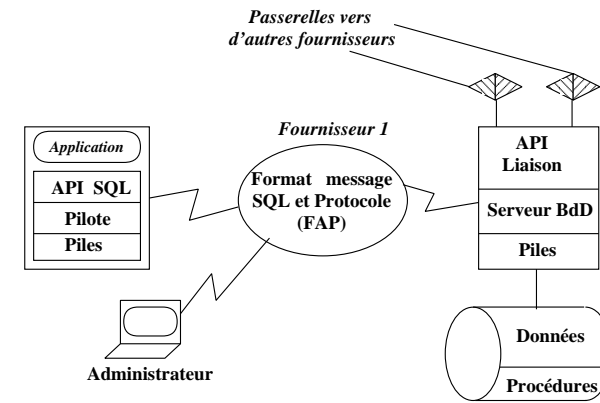 Passerelles vers
d'autres fournisseurs
Application
API SQL
Pilote
Piles
Fournisseur 1
Format message
SQL et Protocole
(FAP)
API
Liaison
Serveur BdD
Piles
Administrateur
Données
Procédures